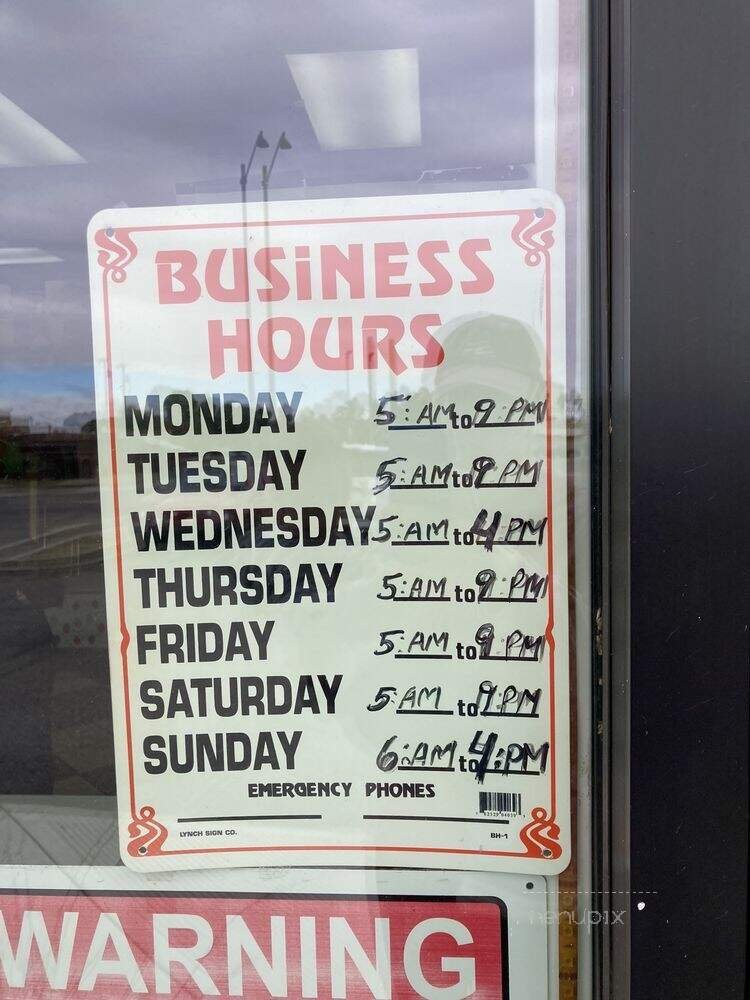 BUSINESS
HOURS
MONDAY 5: AM to 9 PM
TUESDAY 5:AM to 9 PM
WEDNESDAY 5:AM to 4 PM
THURSDAY 5:AM to 9:PM
FRIDAY 5:AM to 9 PM
SATURDAY 5 AM to 9:PM
SUNDAY 6:AM to 4:PM
EMERGENCY PHONES
LYNCH SIGN CO. BH-1
WARNING
menupix